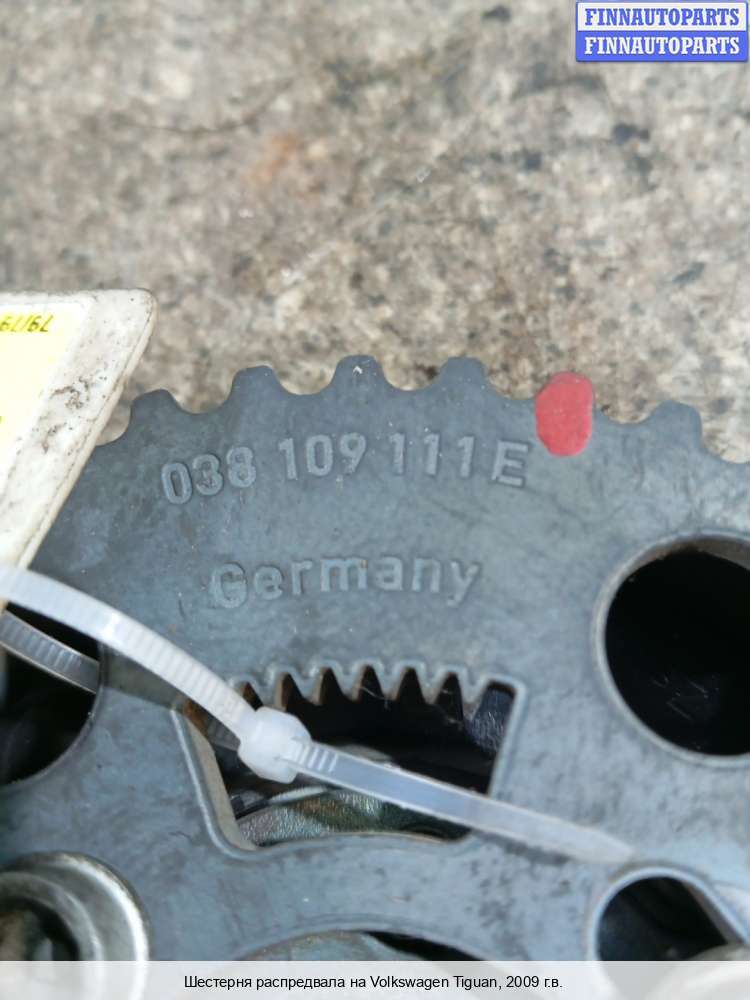 FINNAUTOPARTS
FINNAUTOPARTS
038 109 111 E
Germany
Шестерня распредвала на Volkswagen Tiguan, 2009 г.в.